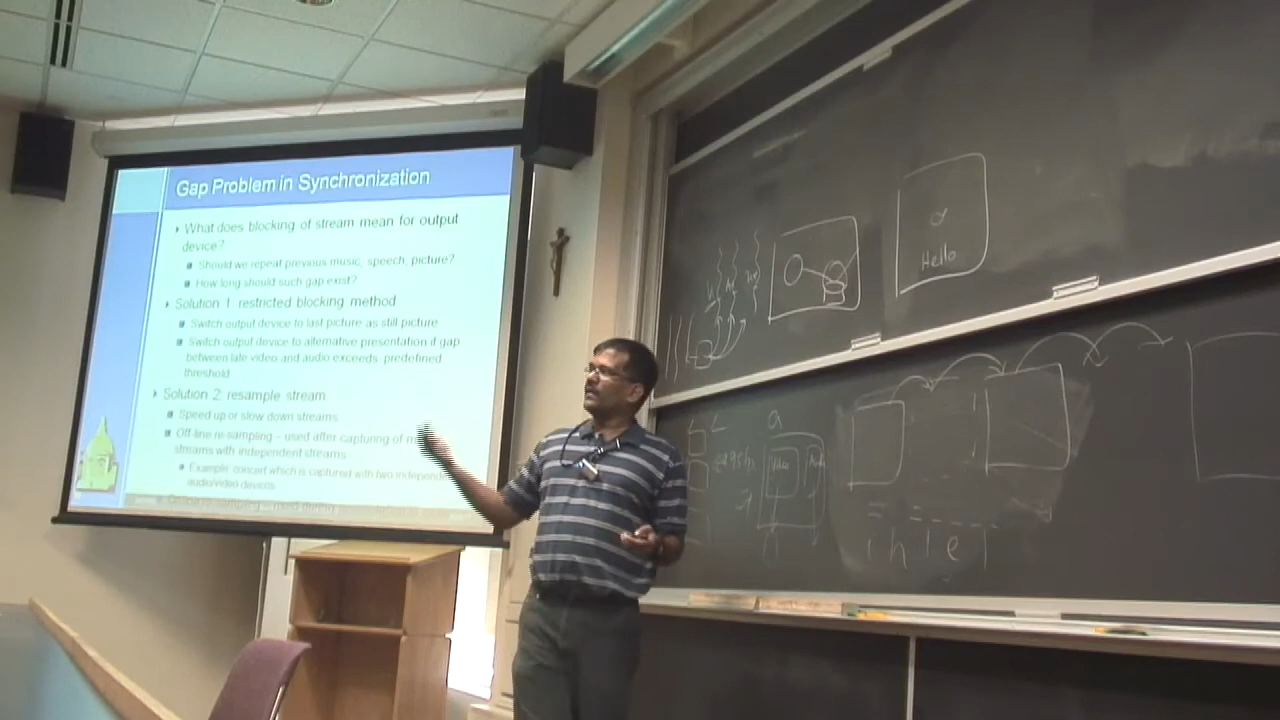 Gap Problem in Synchronization
What does blocking of stream mean for output
device?
Should we repeat previous music, speech, picture?
How long should such gap exist?
Solution 1: restricted blocking method
Switch output device to last picture as still picture
Switch output device to alternative presentation if gap
between late video and audio exceeds predefined
threshold
Solution 2: resample stream
Speed up or slow down streams
Off-line re-sampling – used after capturing of
streams with independent streams
Example: concert which is captured with two independent
audio/video devices
Hello
a
h e